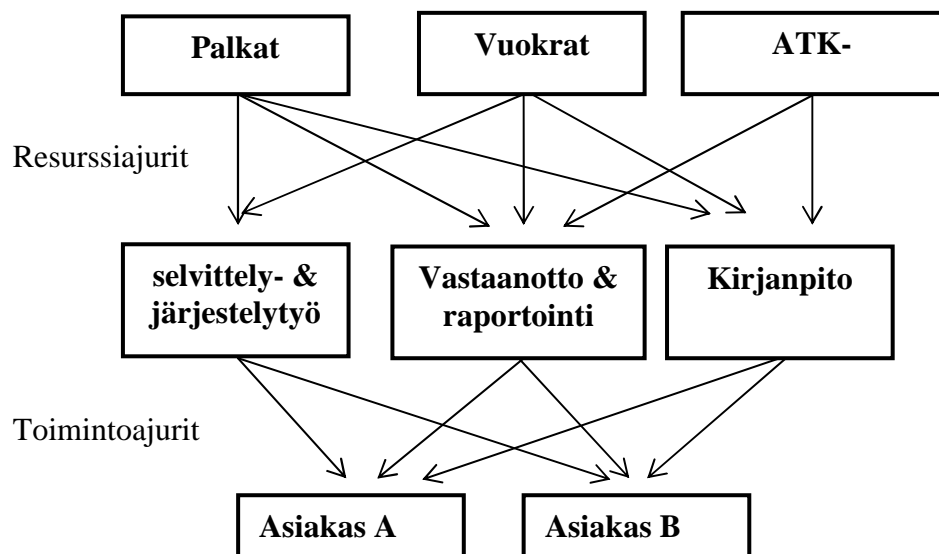 Palkat
Vuokrat
ATK-
Resurssiajurit
selvittely- &
järjestelytyö
Vastaanotto &
raportointi
Kirjanpito
Toimintoajurit
Asiakas A
Asiakas B